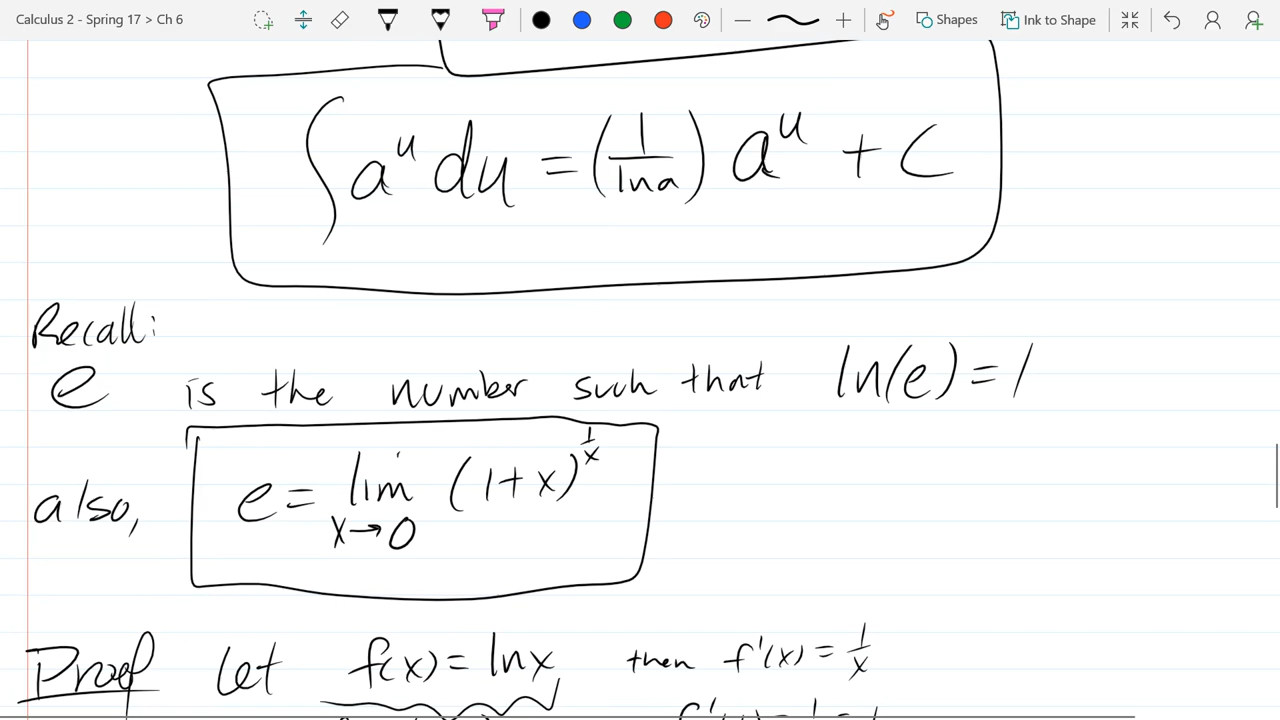 Calculus 2 - Spring 17 > Ch 6 Shapes Ink to Shape
∫ a^u du = (1/ln a) a^u + C
Recall:
e is the number such that ln(e) = 1
also, e = lim x→0 (1+x)^(1/x)
Proof Let f(x) = ln x then f'(x) = 1/x